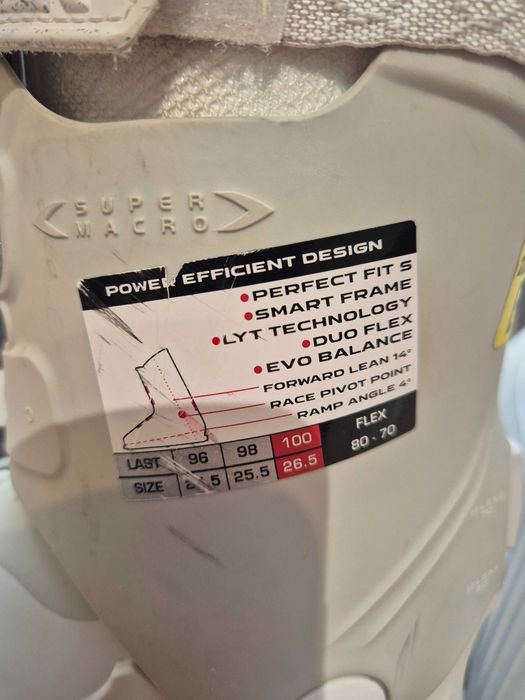 SUPER
MACRO
POWER EFFICIENT DESIGN
PERFECT FIT S
SMART FRAME
LYT TECHNOLOGY
DUO FLEX
EVO BALANCE
FORWARD LEAN 14°
RACE PIVOT POINT
RAMP ANGLE 4°
LAST 96 98 100 FLEX
SIZE 25.5 26.5 80 - 70